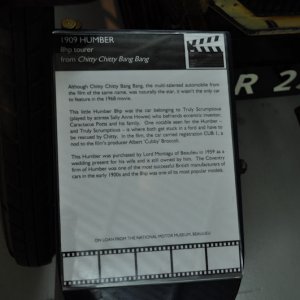 1909 HUMBER
8hp tourer
from Chitty Chitty Bang Bang
Although Chitty Chitty Bang Bang, the multi-talented automobile from
the film of the same name, was naturally the star, it wasn't the only car
to feature in the 1968 movie.
This little Humber 8hp was the car belonging to Truly Scrumptious
(played by actress Sally Anne Howes) who befriends eccentric inventor,
Caractacus Potts and his family. One notable scene for the Humber –
and Truly Scrumptious – is where both get stuck in a ford and have to
be rescued by Chitty. In the film, the car carried registration CUB 1, a
nod to the film's producer Albert 'Cubby' Broccoli.
This Humber was purchased by Lord Montagu of Beaulieu in 1959 as a
wedding present for his wife and is still owned by him. The Coventry
firm of Humber was one of the most successful British manufacturers of
cars in the early 1900s and the 8hp was one of its most popular models.
ON LOAN FROM THE NATIONAL MOTOR MUSEUM, BEAULIEU
R 2